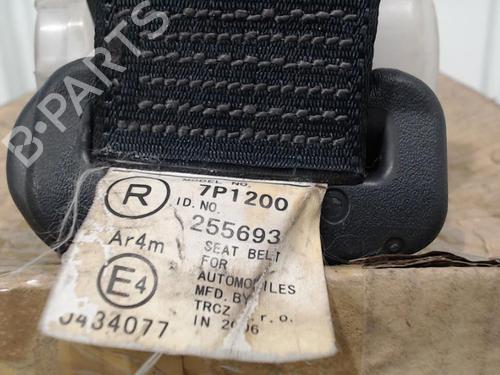 B-PARTS
MODEL NO. 7P1200
R
ID. NO. 255693
Ar4m
SEAT BELT
FOR
AUTOMOBILES
E4
MFD. BY
TRCZ s.r.o.
0434077
IN 2006